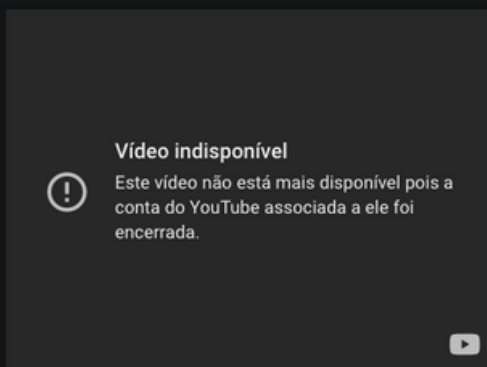 Vídeo indisponível
Este vídeo não está mais disponível pois a
conta do YouTube associada a ele foi
encerrada.